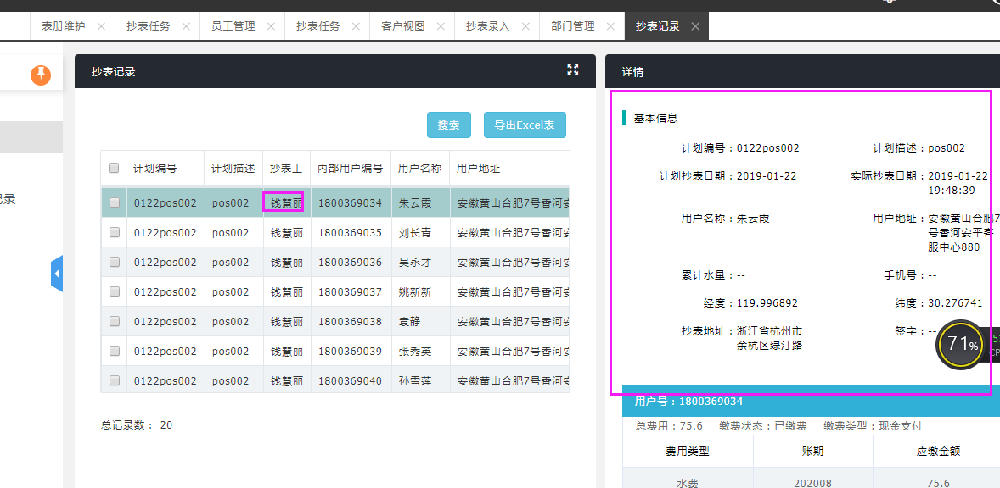 表册维护 抄表任务 员工管理 抄表任务 客户视图 抄表录入 部门管理 抄表记录
抄表记录
搜索 导出Excel表
计划编号 计划描述 抄表工 内部用户编号 用户名称 用户地址
0122pos002 pos002 钱慧丽 1800369034 朱云霞 安徽黄山合肥7号香河安
0122pos002 pos002 钱慧丽 1800369035 刘长青 安徽黄山合肥7号香河安
0122pos002 pos002 钱慧丽 1800369036 吴永才 安徽黄山合肥7号香河安
0122pos002 pos002 钱慧丽 1800369037 姚新新 安徽黄山合肥7号香河安
0122pos002 pos002 钱慧丽 1800369038 袁静 安徽黄山合肥7号香河安
0122pos002 pos002 钱慧丽 1800369039 张秀英 安徽黄山合肥7号香河安
0122pos002 pos002 钱慧丽 1800369040 孙雪莲 安徽黄山合肥7号香河安
总记录数： 20
详情
基本信息
计划编号：0122pos002 计划描述：pos002
计划抄表日期：2019-01-22 实际抄表日期：2019-01-22
19:48:39
用户名称：朱云霞 用户地址：安徽黄山合肥7
号香河安平客
服中心880
累计水量：-- 手机号：--
经度：119.996892 纬度：30.276741
抄表地址：浙江省杭州市 签字：--
余杭区绿汀路
71%
用户号：1800369034
总费用：75.6 缴费状态：已缴费 缴费类型：现金支付
费用类型 账期 应缴金额
水费 202008 75.6